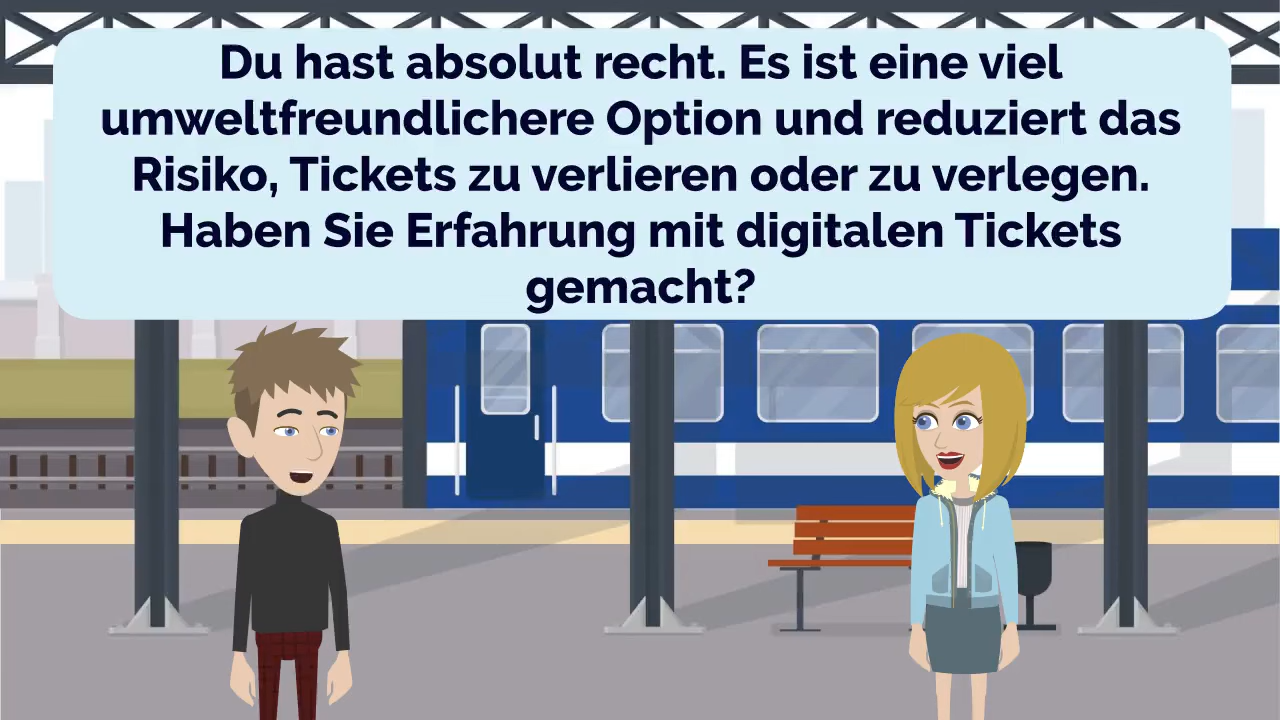 Du hast absolut recht. Es ist eine viel
umweltfreundlichere Option und reduziert das
Risiko, Tickets zu verlieren oder zu verlegen.
Haben Sie Erfahrung mit digitalen Tickets
gemacht?